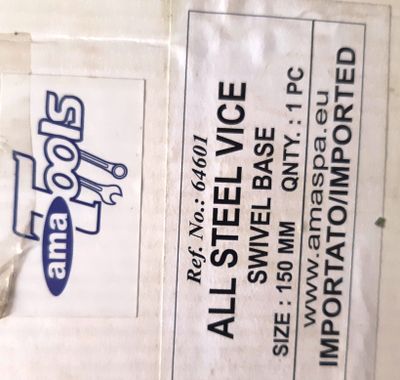 ama
Tools
Ref. No.: 64601
ALL STEEL VICE
SWIVEL BASE
SIZE : 150 MM QNTY. : 1 PC
www.amaspa.eu
IMPORTATO/IMPORTED